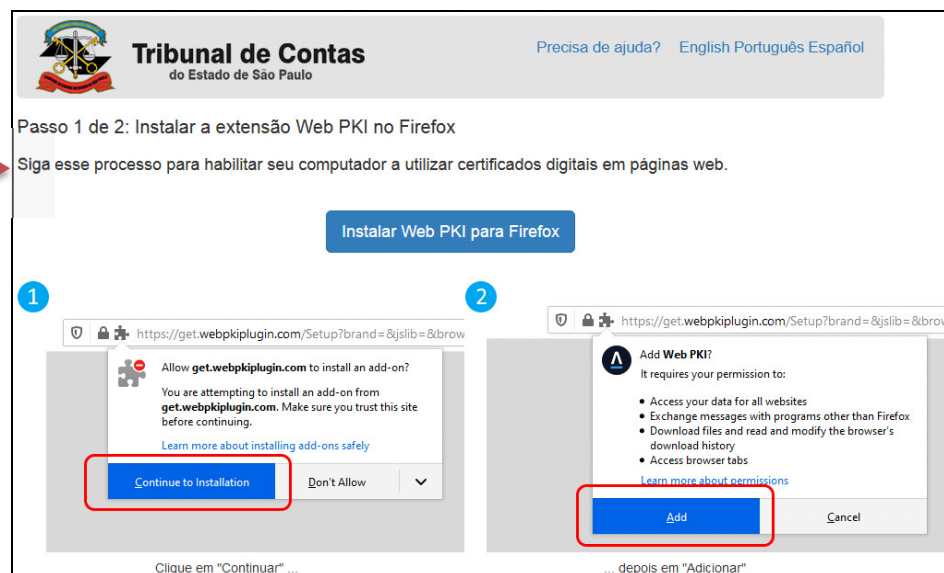 Tribunal de Contas
do Estado de São Paulo
Precisa de ajuda? English Português Español
Passo 1 de 2: Instalar a extensão Web PKI no Firefox
Siga esse processo para habilitar seu computador a utilizar certificados digitais em páginas web.
Instalar Web PKI para Firefox
1
https://get.webpkiplugin.com/Setup?brand=&jslib=&brow
Allow get.webpkiplugin.com to install an add-on?
You are attempting to install an add-on from
get.webpkiplugin.com. Make sure you trust this site
before continuing.
Learn more about installing add-ons safely
Continue to Installation
Don't Allow
Clique em "Continuar" ...
2
https://get.webpkiplugin.com/Setup?brand=&jslib=&brow
Add Web PKI?
It requires your permission to:
• Access your data for all websites
• Exchange messages with programs other than Firefox
• Download files and read and modify the browser's
download history
• Access browser tabs
Learn more about permissions
Add
Cancel
... depois em "Adicionar"